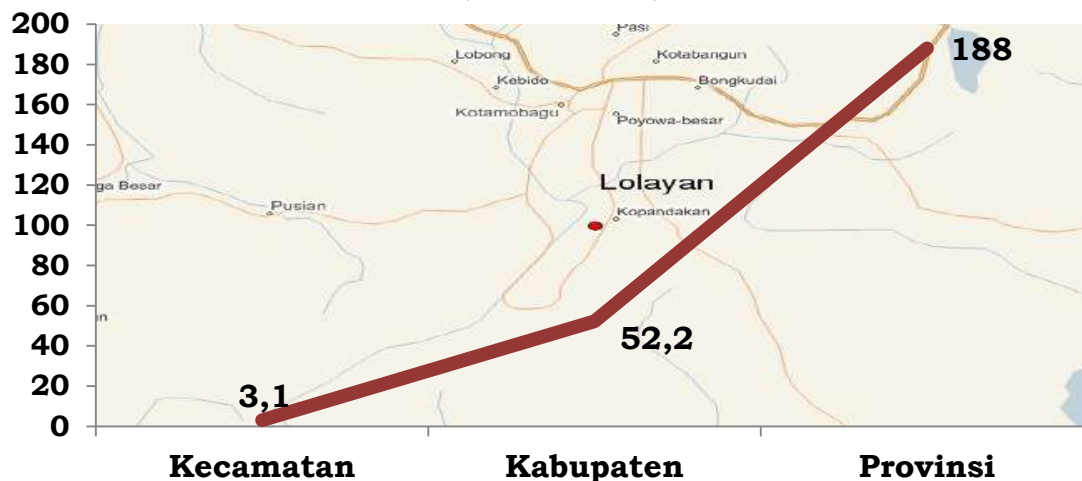 200
180
160
140
120
100
80
60
40
20
0
Pasi
Lobong
Kotabangun
Kebido
Bongkudai
Kotamobagu
Poyowa-besar
ga Besar
Lolayan
Pusian
Kopandakan
an
188
52,2
3,1
Kecamatan Kabupaten Provinsi